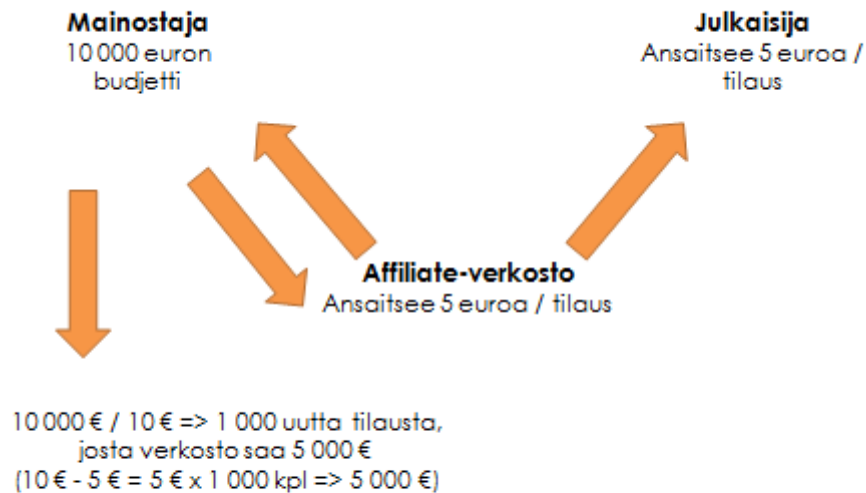 Mainostaja
10 000 euron
budjetti
Julkaisija
Ansaitsee 5 euroa /
tilaus
Affiliate-verkosto
Ansaitsee 5 euroa / tilaus
10 000 € / 10 € => 1 000 uutta tilausta,
josta verkosto saa 5 000 €
(10 € - 5 € = 5 € x 1 000 kpl => 5 000 €)